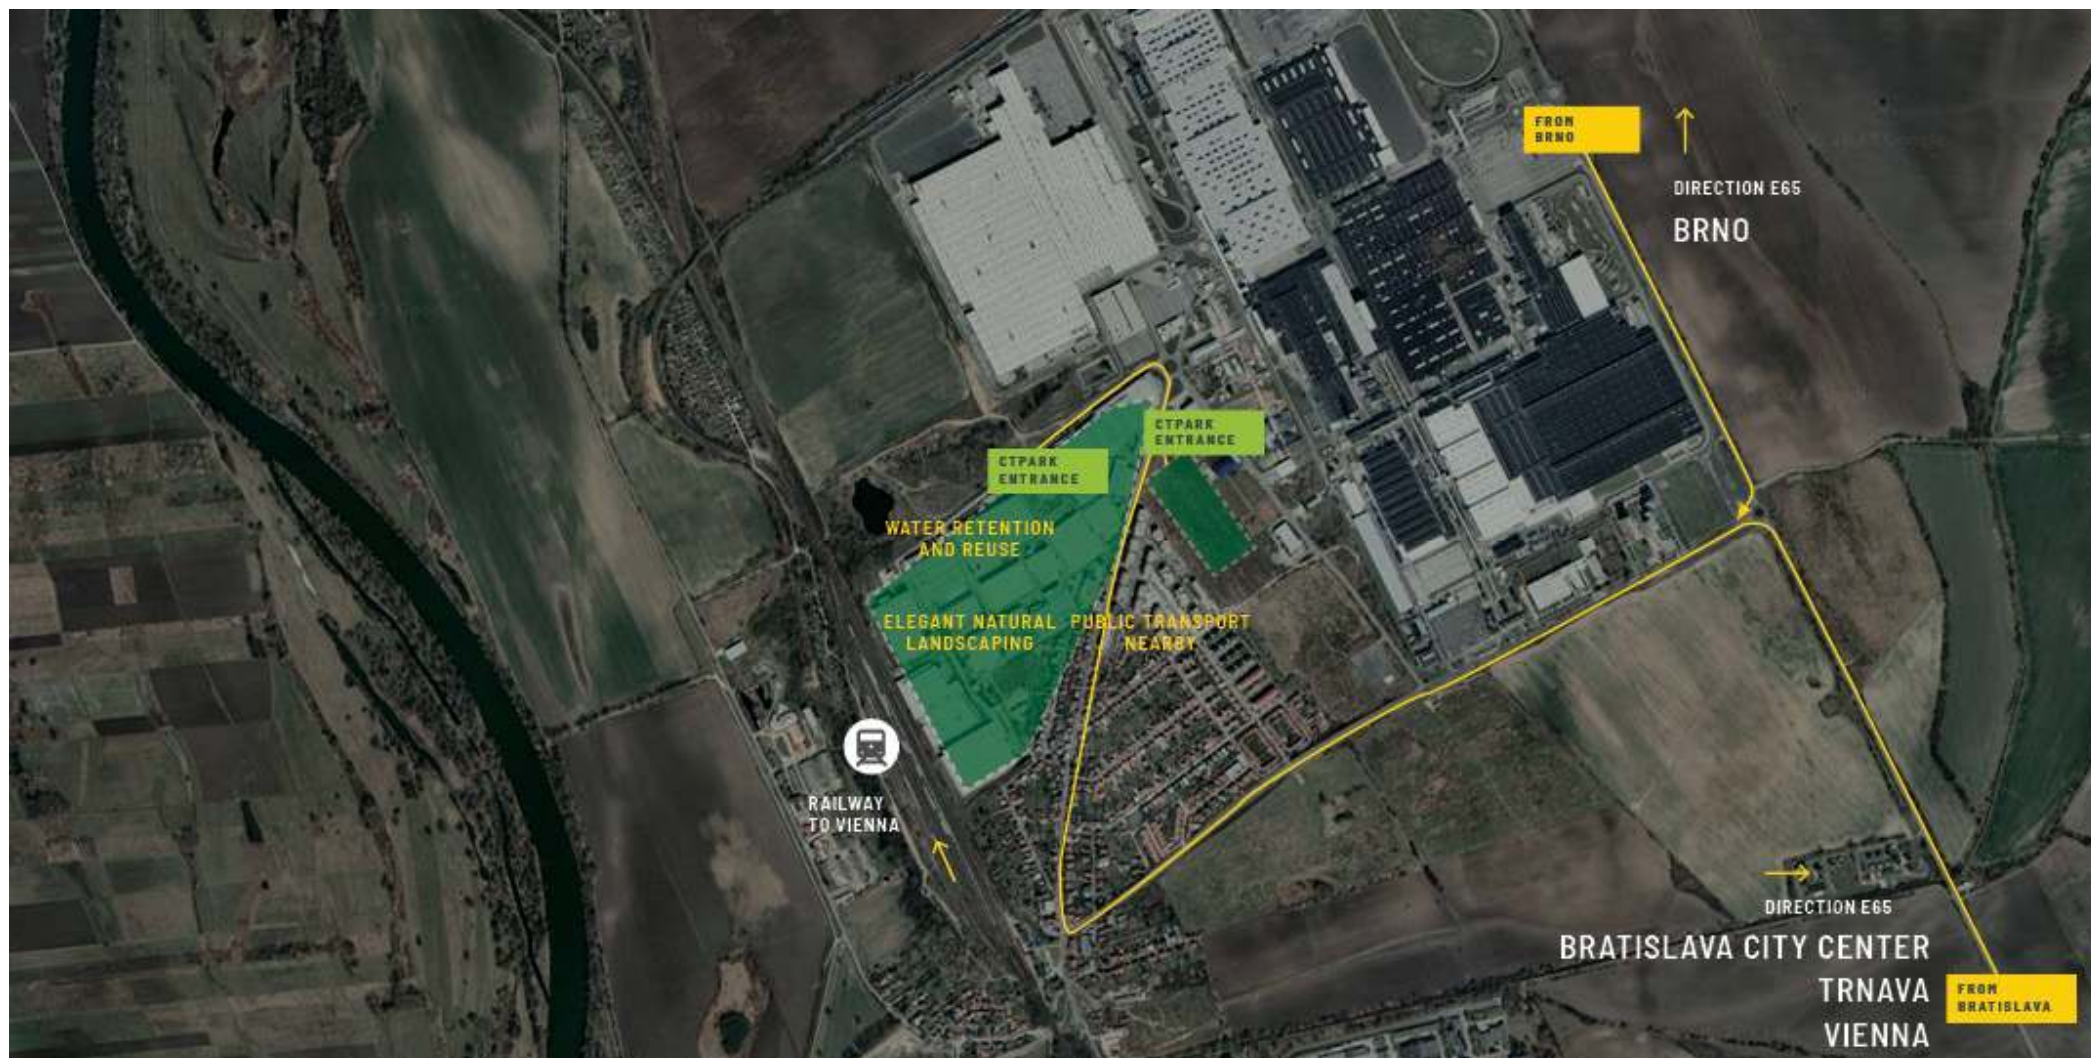 FROM
BRNO
DIRECTION E65
BRNO
CTPARK
ENTRANCE
CTPARK
ENTRANCE
WATER RETENTION
AND REUSE
ELEGANT NATURAL
LANDSCAPING
PUBLIC TRANSPORT
NEARBY
RAILWAY
TO VIENNA
DIRECTION E65
BRATISLAVA CITY CENTER
TRNAVA
VIENNA
FROM
BRATISLAVA